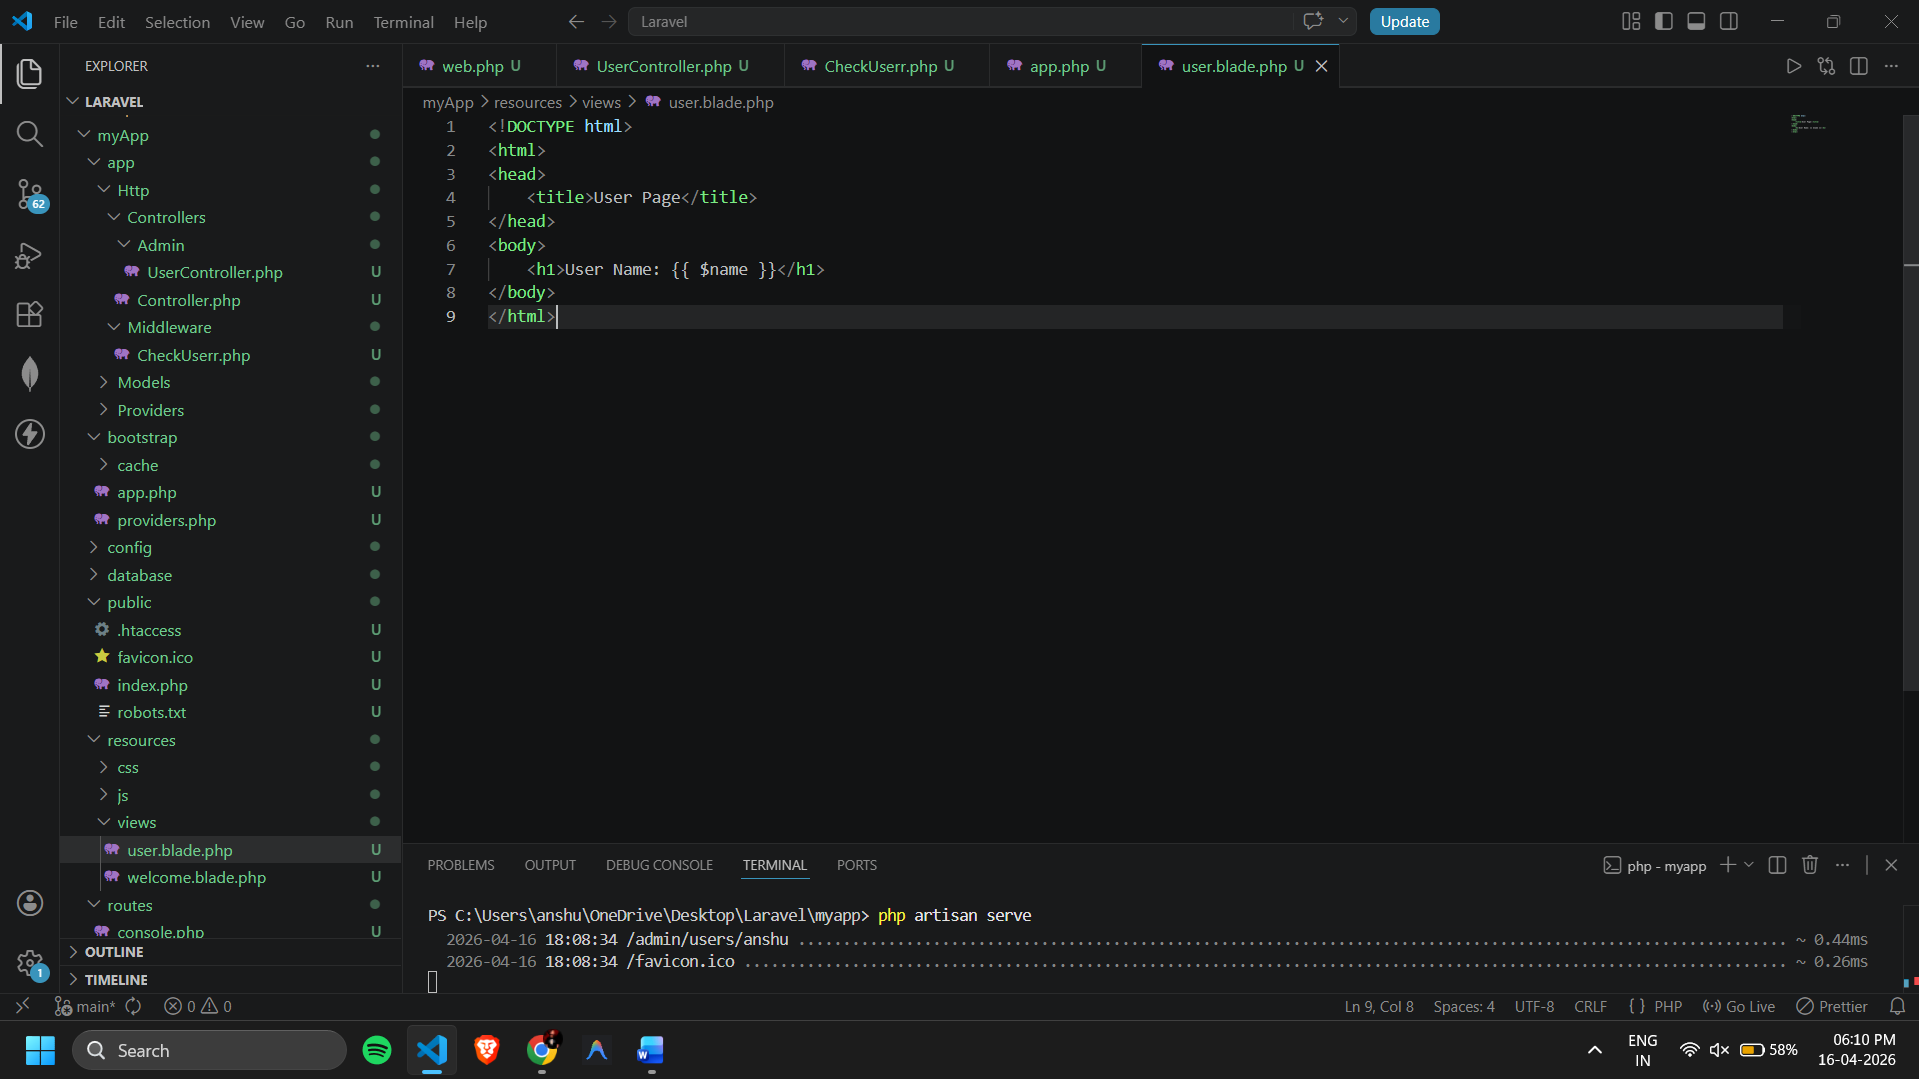 File Edit Selection View Go Run Terminal Help
Laravel
Update
EXPLORER
web.php U
UserController.php U
CheckUserr.php U
app.php U
user.blade.php U
LARAVEL
myApp
app
Http
Controllers
Admin
UserController.php U
Controller.php U
Middleware
CheckUserr.php U
Models
Providers
bootstrap
cache
app.php U
providers.php U
config
database
public
.htaccess U
favicon.ico U
index.php U
robots.txt U
resources
css
js
views
user.blade.php U
welcome.blade.php U
routes
console.php U
OUTLINE
TIMELINE
62
1
myApp > resources > views > user.blade.php
1 <!DOCTYPE html>
2 <html>
3 <head>
4 <title>User Page</title>
5 </head>
6 <body>
7 <h1>User Name: {{ $name }}</h1>
8 </body>
9 </html>
PROBLEMS OUTPUT DEBUG CONSOLE TERMINAL PORTS
php - myapp
PS C:\Users\anshu\OneDrive\Desktop\Laravel\myapp> php artisan serve
2026-04-16 18:08:34 /admin/users/anshu ........ ~ 0.44ms
2026-04-16 18:08:34 /favicon.ico ........ ~ 0.26ms
main* 0 0
Ln 9, Col 8 Spaces: 4 UTF-8 CRLF { } PHP Go Live Prettier
Search
ENG
IN
58%
06:10 PM
16-04-2026